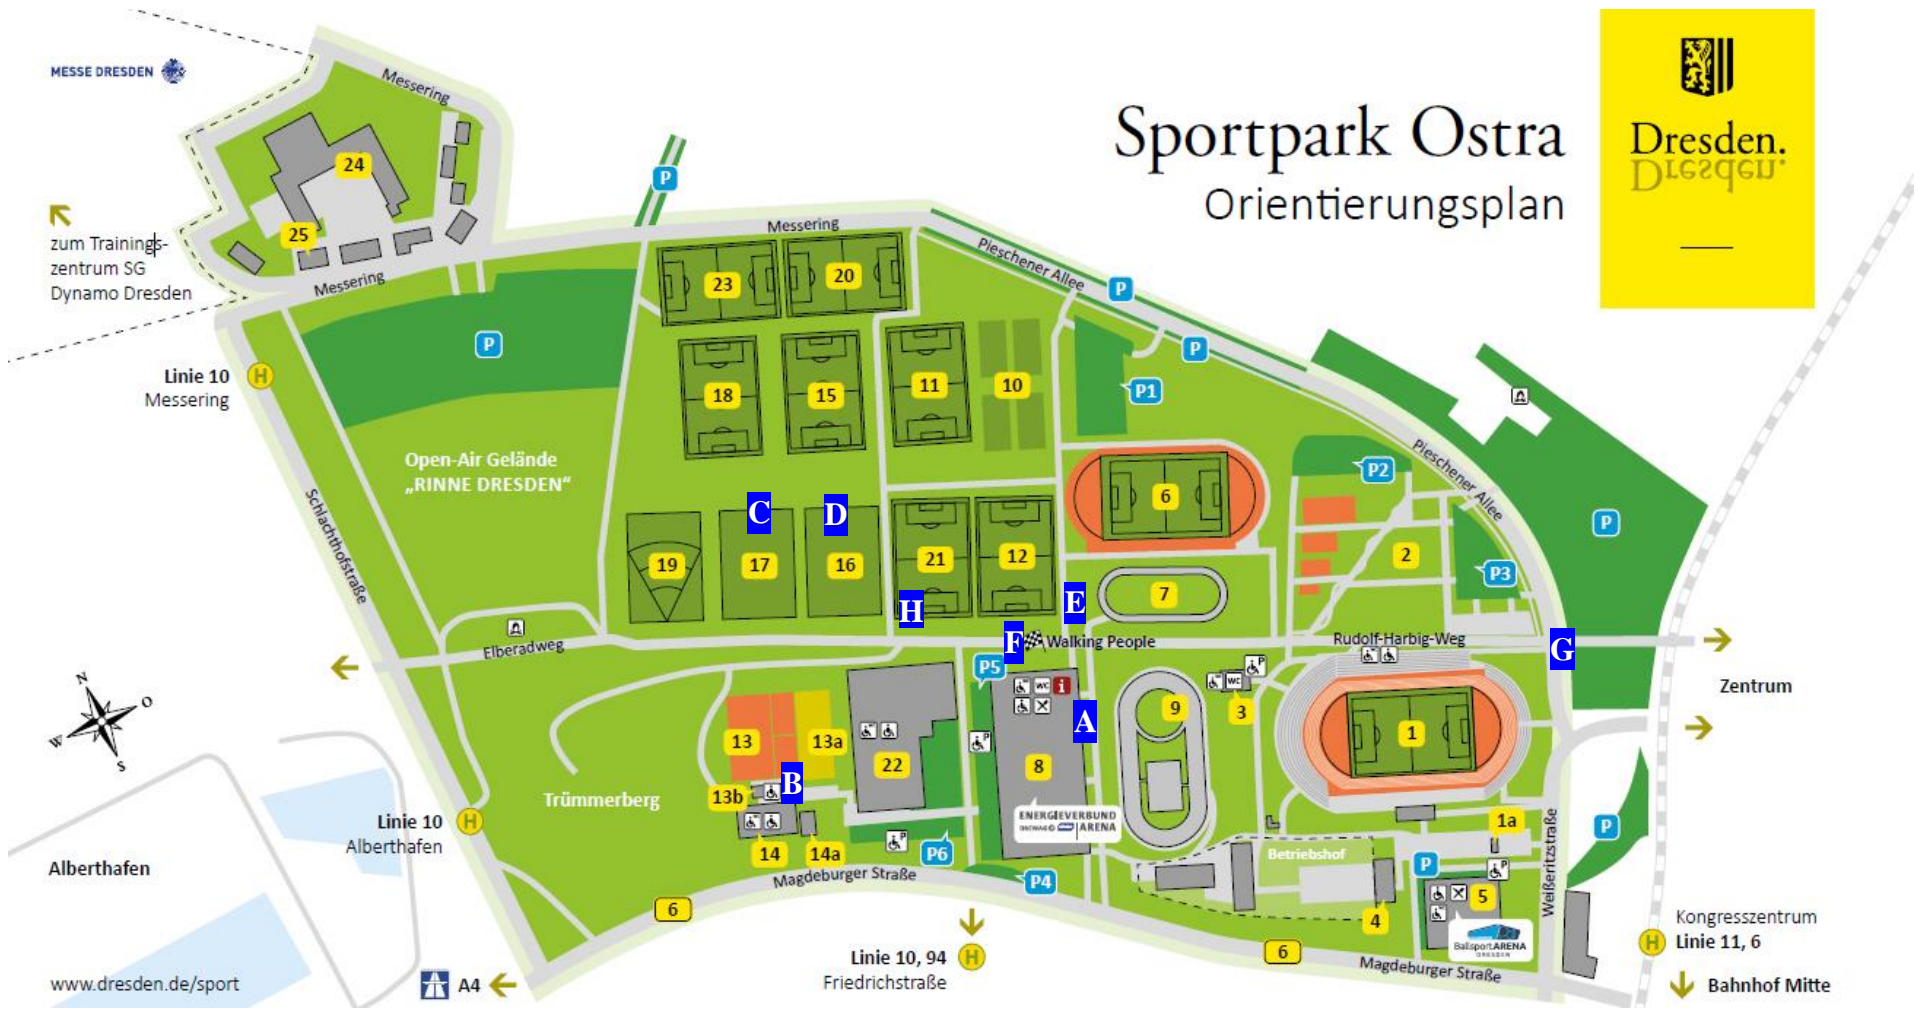 MESSE DRESDEN
Messering
Sportpark Ostra
Orientierungsplan
Dresden.
Dresden.
24
25
zum Trainings-
zentrum SG
Dynamo Dresden
Messering
Messering
P
Pieschener Allee
P
P
P
23
20
18
15
11
10
P1
Linie 10
Messering
H
Open-Air Gelände
„RINNE DRESDEN“
Schlachthofstraße
C
D
19
17
16
21
12
6
7
P2
Pieschener Allee
2
P3
P
H
E
F
Walking People
Rudolf-Harbig-Weg
G
Elberadweg
N
O
W
S
P5
WC
i
A
9
WC
P
3
1
Zentrum
13
13a
22
8
P
B
13b
14
14a
P
P6
ENERGIEVERBUND
ARENA
Trümmerberg
Linie 10
Alberthafen
H
Alberthafen
Magdeburger Straße
P4
Betriebshof
1a
P
P
P
Weißeritzstraße
4
5
BallsportARENA
DRESDEN
6
6
Linie 10, 94
Friedrichstraße
H
Magdeburger Straße
Kongresszentrum
Linie 11, 6
H
Bahnhof Mitte
www.dresden.de/sport
A4